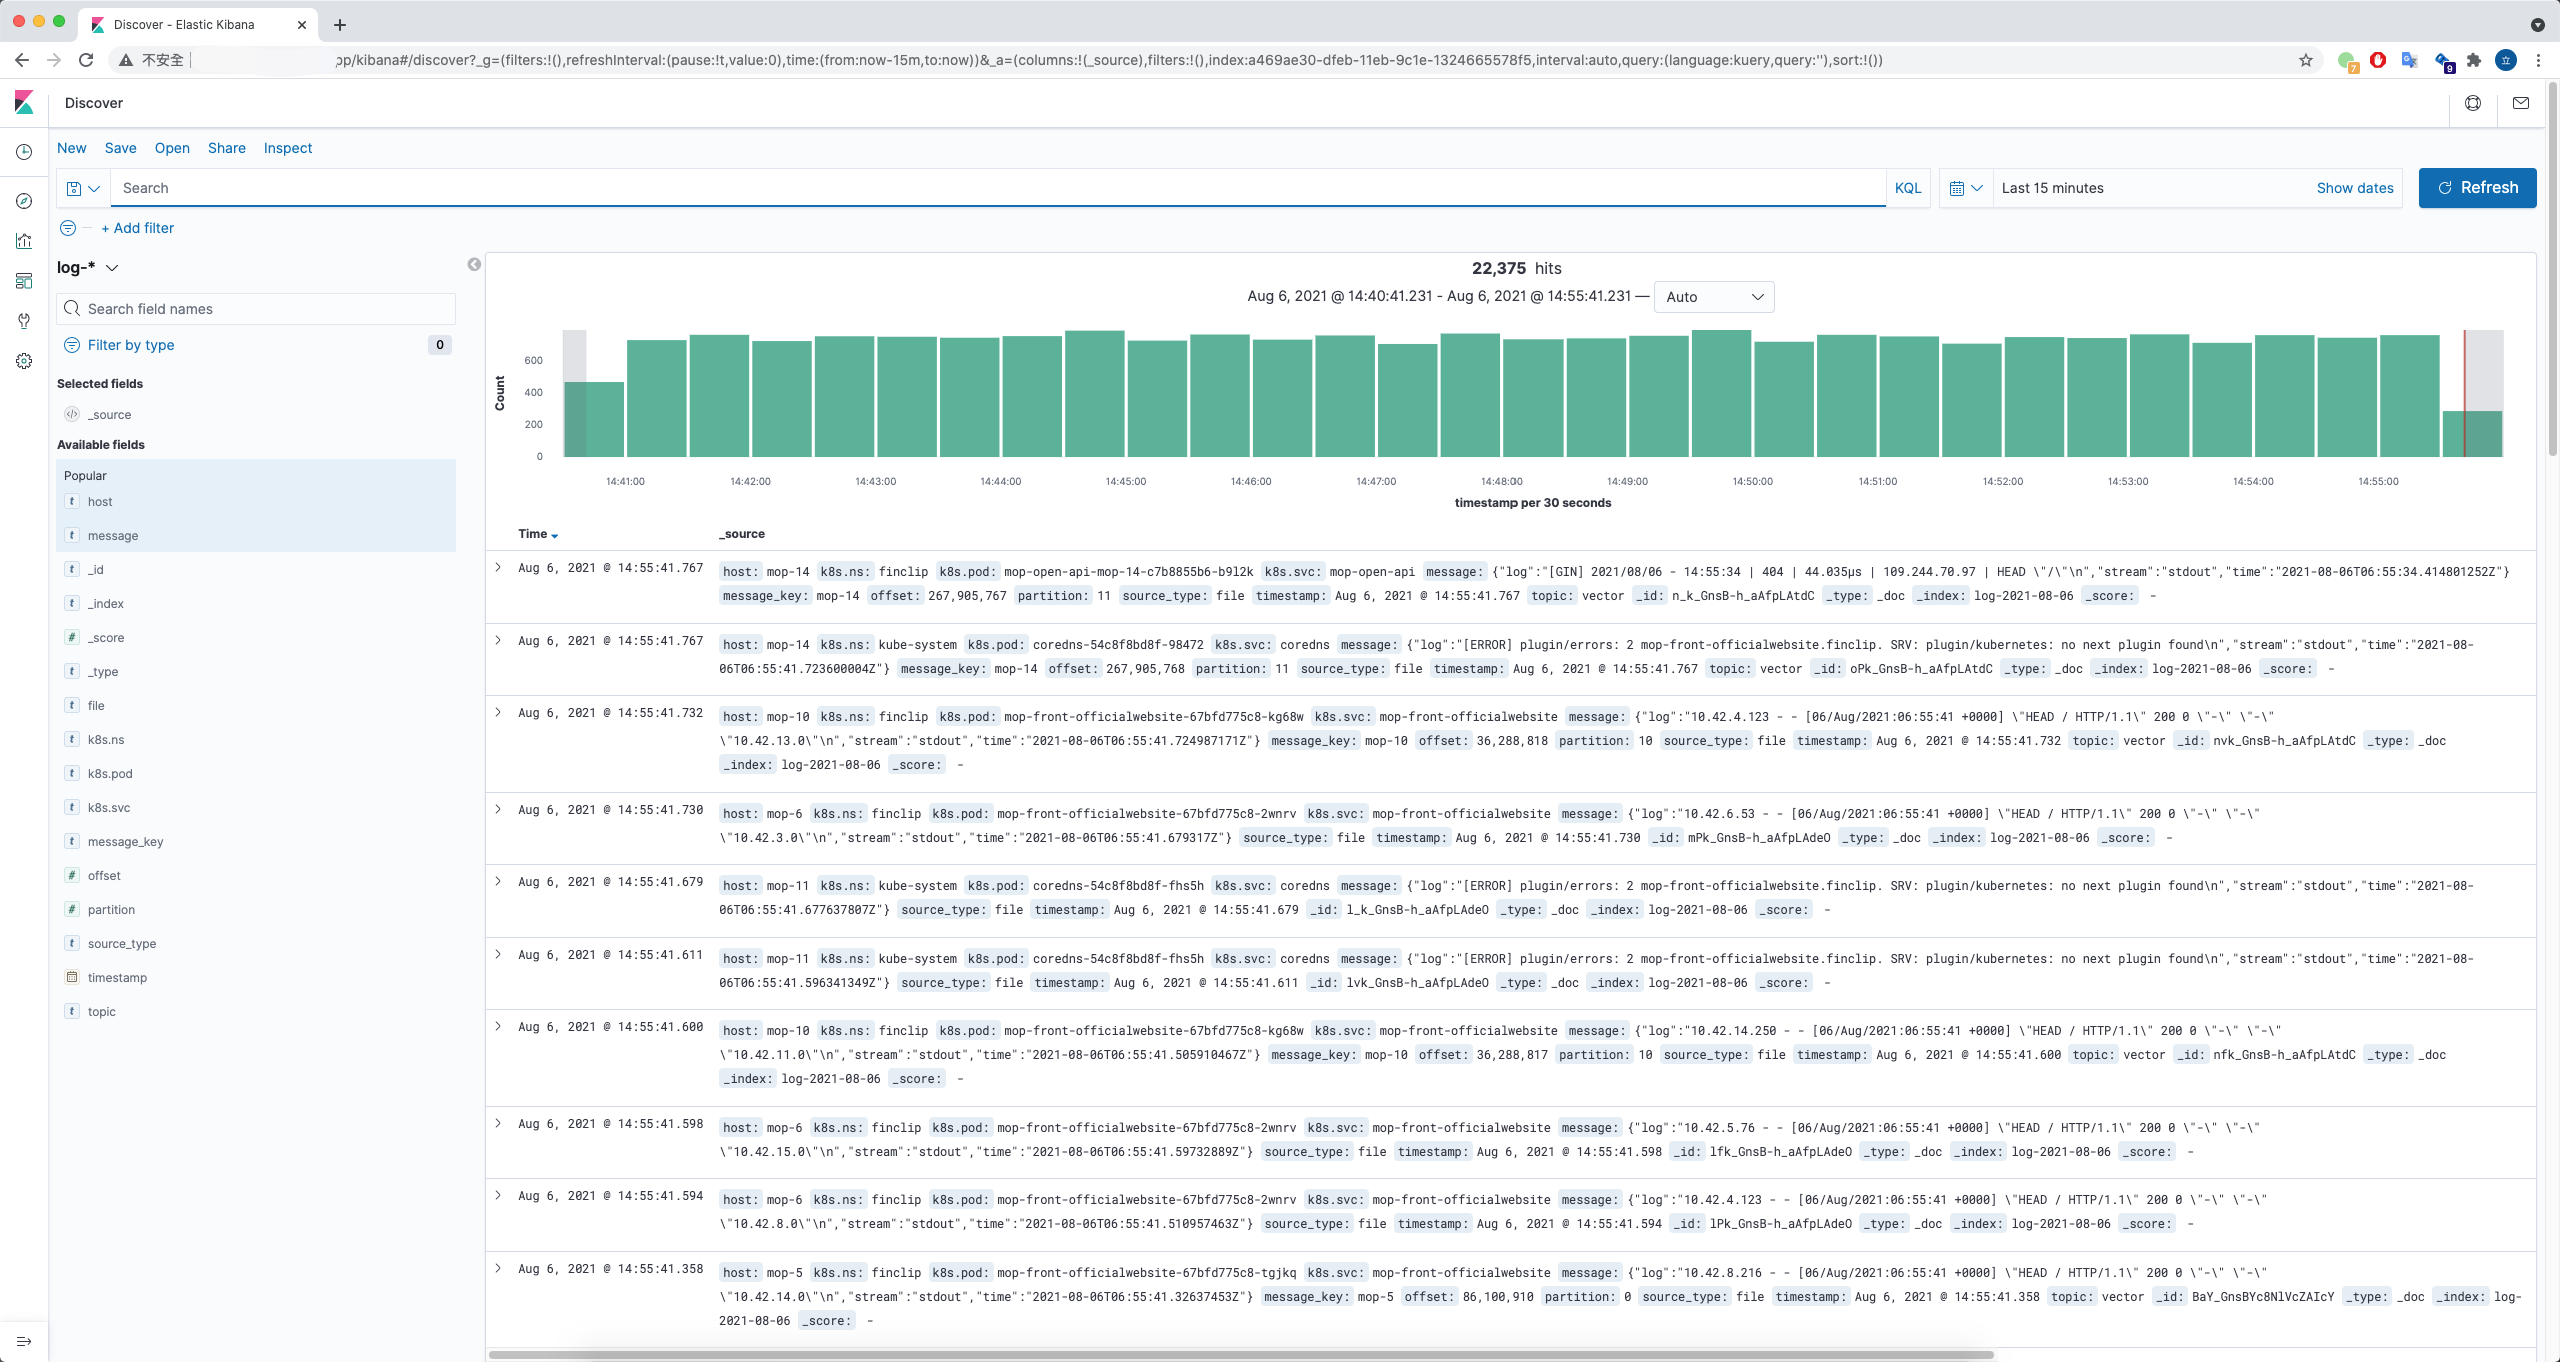 Discover - Elastic Kibana
不安全
pp/kibana#/discover?_g=(filters:!(),refreshInterval:(pause:!t,value:0),time:(from:now-15m,to:now))&_a=(columns:!(_source),filters:!(),index:a469ae30-dfeb-11eb-9c1e-1324665578f5,interval:auto,query:(language:kuery,query:''),sort:!())
7
9
立
Discover
New Save Open Share Inspect
Search
KQL
Last 15 minutes
Show dates
Refresh
+ Add filter
log-*
Search field names
Filter by type
0
Selected fields
_source
Available fields
Popular
t host
t message
t _id
t _index
# _score
t _type
t file
t k8s.ns
t k8s.pod
t k8s.svc
t message_key
# offset
# partition
t source_type
timestamp
t topic
22,375 hits
Aug 6, 2021 @ 14:40:41.231 - Aug 6, 2021 @ 14:55:41.231 — Auto
Count
600
400
200
0
14:41:00 14:42:00 14:43:00 14:44:00 14:45:00 14:46:00 14:47:00 14:48:00 14:49:00 14:50:00 14:51:00 14:52:00 14:53:00 14:54:00 14:55:00
timestamp per 30 seconds
Time _source
Aug 6, 2021 @ 14:55:41.767 host: mop-14 k8s.ns: finclip k8s.pod: mop-open-api-mop-14-c7b8855b6-b9l2k k8s.svc: mop-open-api message: {"log":"[GIN] 2021/08/06 - 14:55:34 | 404 | 44.035µs | 109.244.70.97 | HEAD \"/\"\n","stream":"stdout","time":"2021-08-06T06:55:34.414801252Z"}
message_key: mop-14 offset: 267,905,767 partition: 11 source_type: file timestamp: Aug 6, 2021 @ 14:55:41.767 topic: vector _id: n_k_GnsB-h_aAfpLAtdC _type: _doc _index: log-2021-08-06 _score: -
Aug 6, 2021 @ 14:55:41.767 host: mop-14 k8s.ns: kube-system k8s.pod: coredns-54c8f8bd8f-98472 k8s.svc: coredns message: {"log":"[ERROR] plugin/errors: 2 mop-front-officialwebsite.finclip. SRV: plugin/kubernetes: no next plugin found\n","stream":"stdout","time":"2021-08-
06T06:55:41.723600004Z"} message_key: mop-14 offset: 267,905,768 partition: 11 source_type: file timestamp: Aug 6, 2021 @ 14:55:41.767 topic: vector _id: oPk_GnsB-h_aAfpLAtdC _type: _doc _index: log-2021-08-06 _score: -
Aug 6, 2021 @ 14:55:41.732 host: mop-10 k8s.ns: finclip k8s.pod: mop-front-officialwebsite-67bfd775c8-kg68w k8s.svc: mop-front-officialwebsite message: {"log":"10.42.4.123 - - [06/Aug/2021:06:55:41 +0000] \"HEAD / HTTP/1.1\" 200 0 \"-\" \"-\"
\"10.42.13.0\"\n","stream":"stdout","time":"2021-08-06T06:55:41.724987171Z"} message_key: mop-10 offset: 36,288,818 partition: 10 source_type: file timestamp: Aug 6, 2021 @ 14:55:41.732 topic: vector _id: nvk_GnsB-h_aAfpLAtdC _type: _doc
_index: log-2021-08-06 _score: -
Aug 6, 2021 @ 14:55:41.730 host: mop-6 k8s.ns: finclip k8s.pod: mop-front-officialwebsite-67bfd775c8-2wnrv k8s.svc: mop-front-officialwebsite message: {"log":"10.42.6.53 - - [06/Aug/2021:06:55:41 +0000] \"HEAD / HTTP/1.1\" 200 0 \"-\" \"-\"
\"10.42.3.0\"\n","stream":"stdout","time":"2021-08-06T06:55:41.679317Z"} source_type: file timestamp: Aug 6, 2021 @ 14:55:41.730 _id: mPk_GnsB-h_aAfpLAdeO _type: _doc _index: log-2021-08-06 _score: -
Aug 6, 2021 @ 14:55:41.679 host: mop-11 k8s.ns: kube-system k8s.pod: coredns-54c8f8bd8f-fhs5h k8s.svc: coredns message: {"log":"[ERROR] plugin/errors: 2 mop-front-officialwebsite.finclip. SRV: plugin/kubernetes: no next plugin found\n","stream":"stdout","time":"2021-08-
06T06:55:41.677637807Z"} source_type: file timestamp: Aug 6, 2021 @ 14:55:41.679 _id: l_k_GnsB-h_aAfpLAdeO _type: _doc _index: log-2021-08-06 _score: -
Aug 6, 2021 @ 14:55:41.611 host: mop-11 k8s.ns: kube-system k8s.pod: coredns-54c8f8bd8f-fhs5h k8s.svc: coredns message: {"log":"[ERROR] plugin/errors: 2 mop-front-officialwebsite.finclip. SRV: plugin/kubernetes: no next plugin found\n","stream":"stdout","time":"2021-08-
06T06:55:41.596341349Z"} source_type: file timestamp: Aug 6, 2021 @ 14:55:41.611 _id: lvk_GnsB-h_aAfpLAdeO _type: _doc _index: log-2021-08-06 _score: -
Aug 6, 2021 @ 14:55:41.600 host: mop-10 k8s.ns: finclip k8s.pod: mop-front-officialwebsite-67bfd775c8-kg68w k8s.svc: mop-front-officialwebsite message: {"log":"10.42.14.250 - - [06/Aug/2021:06:55:41 +0000] \"HEAD / HTTP/1.1\" 200 0 \"-\" \"-\"
\"10.42.11.0\"\n","stream":"stdout","time":"2021-08-06T06:55:41.505910467Z"} message_key: mop-10 offset: 36,288,817 partition: 10 source_type: file timestamp: Aug 6, 2021 @ 14:55:41.600 topic: vector _id: nfk_GnsB-h_aAfpLAtdC _type: _doc
_index: log-2021-08-06 _score: -
Aug 6, 2021 @ 14:55:41.598 host: mop-6 k8s.ns: finclip k8s.pod: mop-front-officialwebsite-67bfd775c8-2wnrv k8s.svc: mop-front-officialwebsite message: {"log":"10.42.5.76 - - [06/Aug/2021:06:55:41 +0000] \"HEAD / HTTP/1.1\" 200 0 \"-\" \"-\"
\"10.42.15.0\"\n","stream":"stdout","time":"2021-08-06T06:55:41.59732889Z"} source_type: file timestamp: Aug 6, 2021 @ 14:55:41.598 _id: lfk_GnsB-h_aAfpLAdeO _type: _doc _index: log-2021-08-06 _score: -
Aug 6, 2021 @ 14:55:41.594 host: mop-6 k8s.ns: finclip k8s.pod: mop-front-officialwebsite-67bfd775c8-2wnrv k8s.svc: mop-front-officialwebsite message: {"log":"10.42.4.123 - - [06/Aug/2021:06:55:41 +0000] \"HEAD / HTTP/1.1\" 200 0 \"-\" \"-\"
\"10.42.8.0\"\n","stream":"stdout","time":"2021-08-06T06:55:41.510957463Z"} source_type: file timestamp: Aug 6, 2021 @ 14:55:41.594 _id: lPk_GnsB-h_aAfpLAdeO _type: _doc _index: log-2021-08-06 _score: -
Aug 6, 2021 @ 14:55:41.358 host: mop-5 k8s.ns: finclip k8s.pod: mop-front-officialwebsite-67bfd775c8-tgjkq k8s.svc: mop-front-officialwebsite message: {"log":"10.42.8.216 - - [06/Aug/2021:06:55:41 +0000] \"HEAD / HTTP/1.1\" 200 0 \"-\" \"-\"
\"10.42.14.0\"\n","stream":"stdout","time":"2021-08-06T06:55:41.32637453Z"} message_key: mop-5 offset: 86,100,910 partition: 0 source_type: file timestamp: Aug 6, 2021 @ 14:55:41.358 topic: vector _id: BaY_GnsBYc8NlVcZAIcY _type: _doc _index: log-
2021-08-06 _score: -